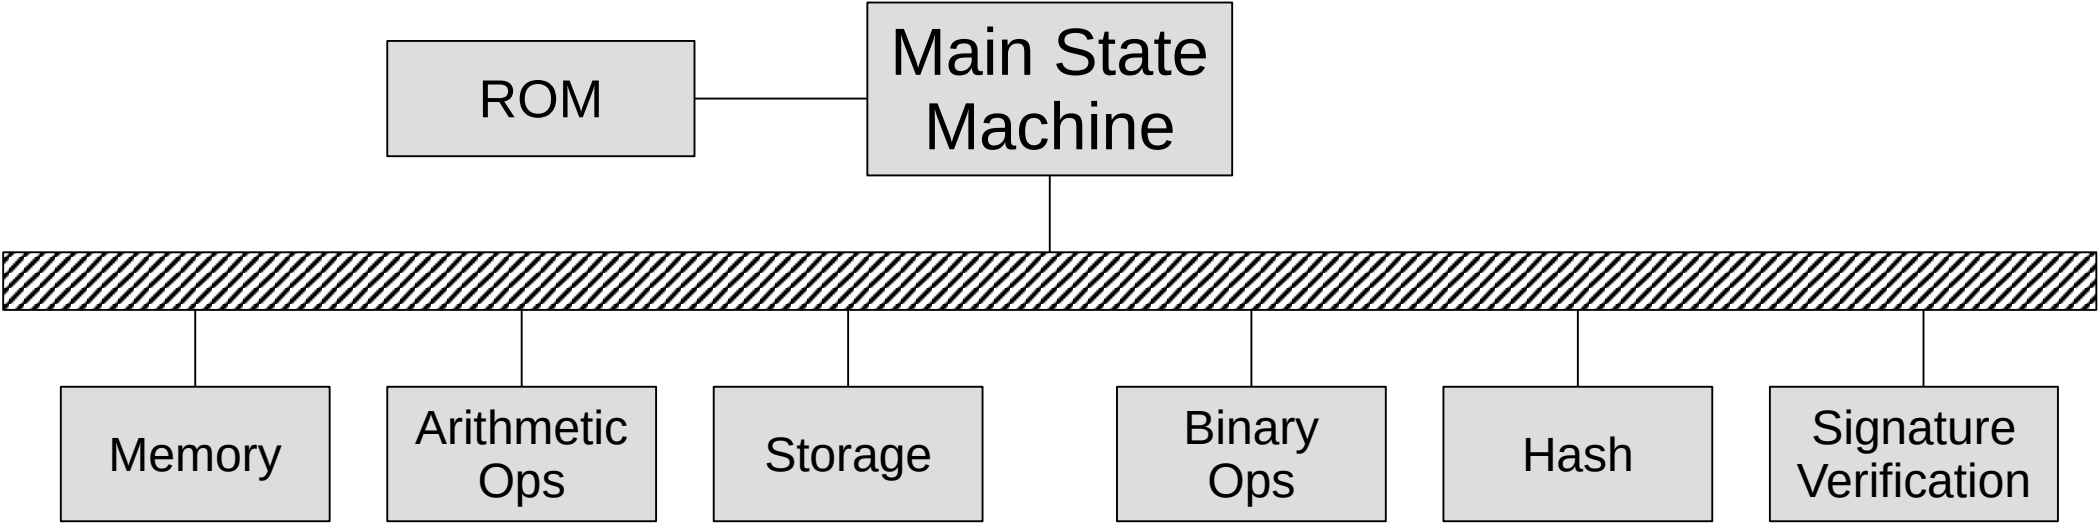 ROM
Main State
Machine
Memory
Arithmetic
Ops
Storage
Binary
Ops
Hash
Signature
Verification